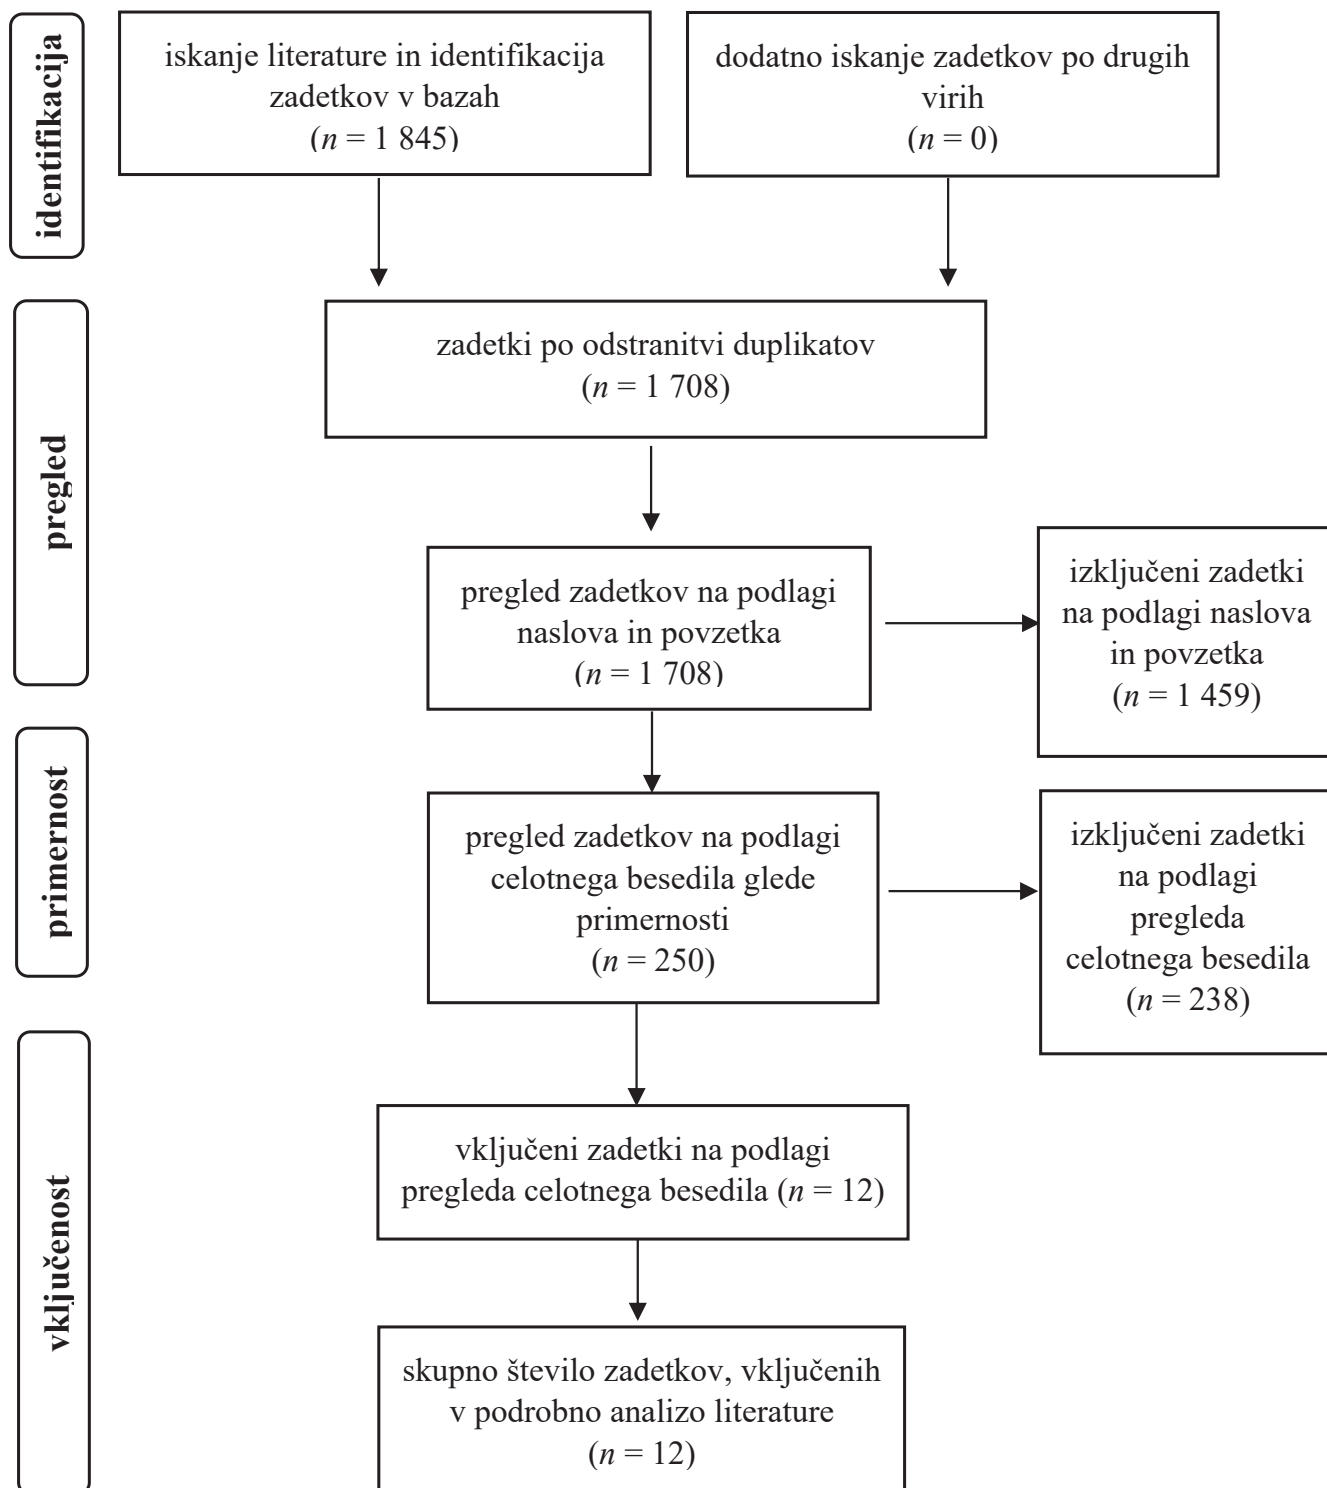 identifikacija
iskanje literature in identifikacija
zadetkov v bazah
(n = 1 845)
dodatno iskanje zadetkov po drugih
virih
(n = 0)
pregled
zadetki po odstranitvi duplikatov
(n = 1 708)
pregled zadetkov na podlagi
naslova in povzetka
(n = 1 708)
izključeni zadetki
na podlagi naslova
in povzetka
(n = 1 459)
primernost
pregled zadetkov na podlagi
celotnega besedila glede
primernosti
(n = 250)
izključeni zadetki
na podlagi
pregleda
celotnega besedila
(n = 238)
vključenost
vključeni zadetki na podlagi
pregleda celotnega besedila (n = 12)
skupno število zadetkov, vključenih
v podrobno analizo literature
(n = 12)